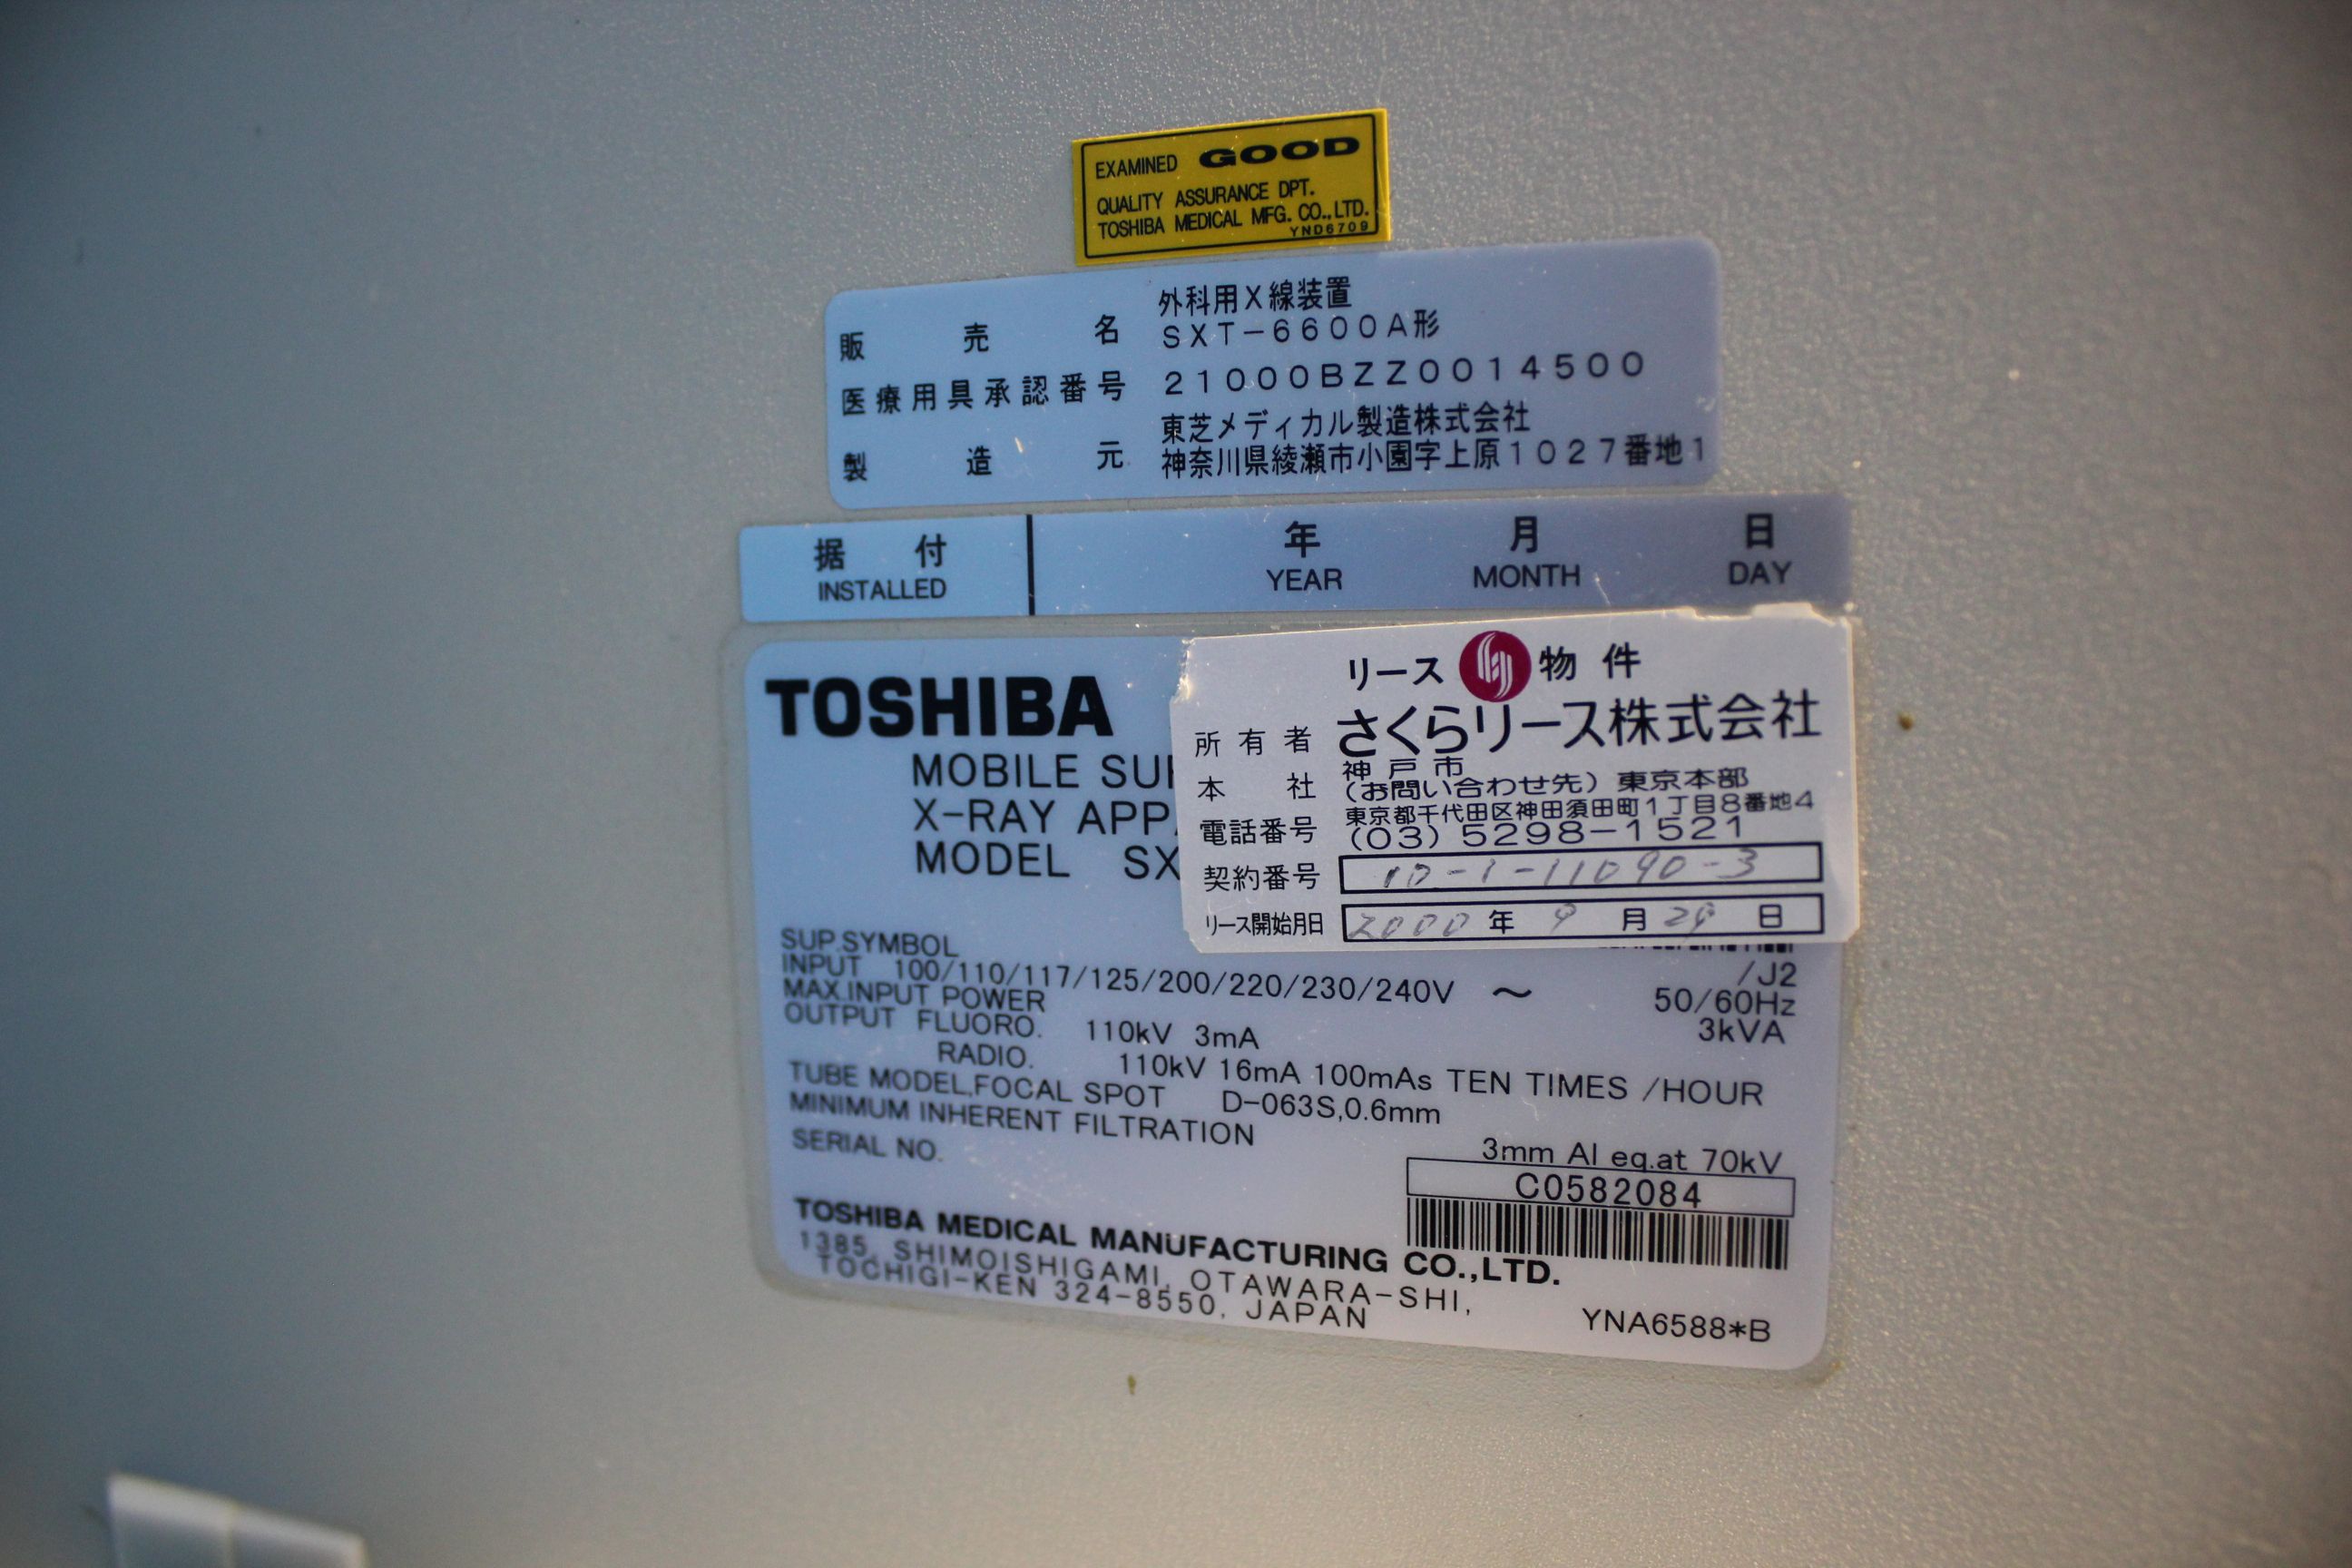 EXAMINED GOOD
QUALITY ASSURANCE DPT.
TOSHIBA MEDICAL MFG. CO.,LTD.
YND6709
販売名 外科用X線装置
SXT-6600A形
医療用具承認番号 21000BZZ00145000
製造元 東芝メディカル製造株式会社
神奈川県綾瀬市小園字上原1027番地1
据付 年 月 日
INSTALLED YEAR MONTH DAY
リース 物件
所有者 さくらリース株式会社
本社 神戸市
(お問い合わせ先) 東京本部
東京都千代田区神田須田町1丁目8番地4
電話番号 (03) 5298-1521
契約番号
リース開始月日 2000 年 9 月 日
TOSHIBA
MOBILE
X-RAY
MODEL
SUP.SYMBOL /J2
INPUT 100/110/117/125/200/220/230/240V ~ 50/60Hz
MAX.INPUT POWER 3kVA
OUTPUT FLUORO. 110kV 3mA
RADIO. 110kV 16mA 100mAs TEN TIMES /HOUR
TUBE MODEL,FOCAL SPOT D-063S,0.6mm
MINIMUM INHERENT FILTRATION 3mm Al eq.at 70kV
SERIAL NO. C0582084
TOSHIBA MEDICAL MANUFACTURING CO.,LTD.
1385, SHIMOISHIGAMI, OTAWARA-SHI,
TOCHIGI-KEN 324-8550, JAPAN
YNA6588*B